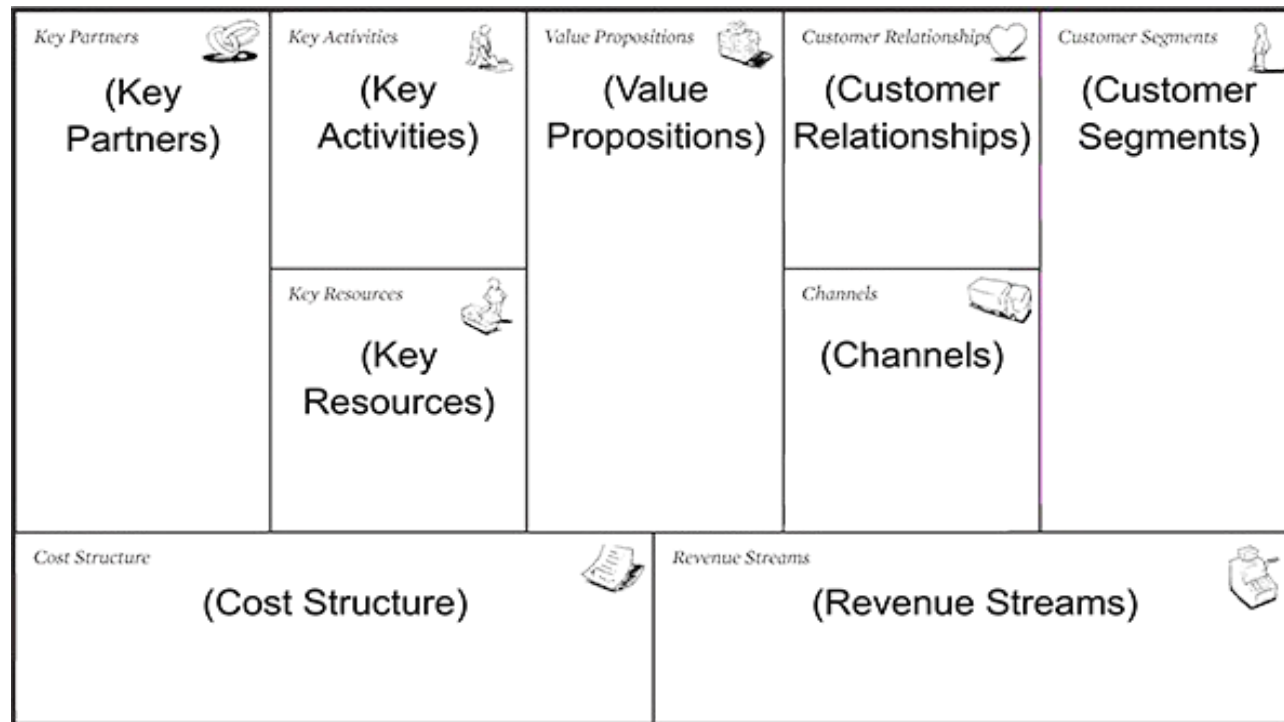 Key Partners
(Key
Partners)
Key Activities
(Key
Activities)
Key Resources
(Key
Resources)
Value Propositions
(Value
Propositions)
Customer Relationships
(Customer
Relationships)
Channels
(Channels)
Customer Segments
(Customer
Segments)
Cost Structure
(Cost Structure)
Revenue Streams
(Revenue Streams)